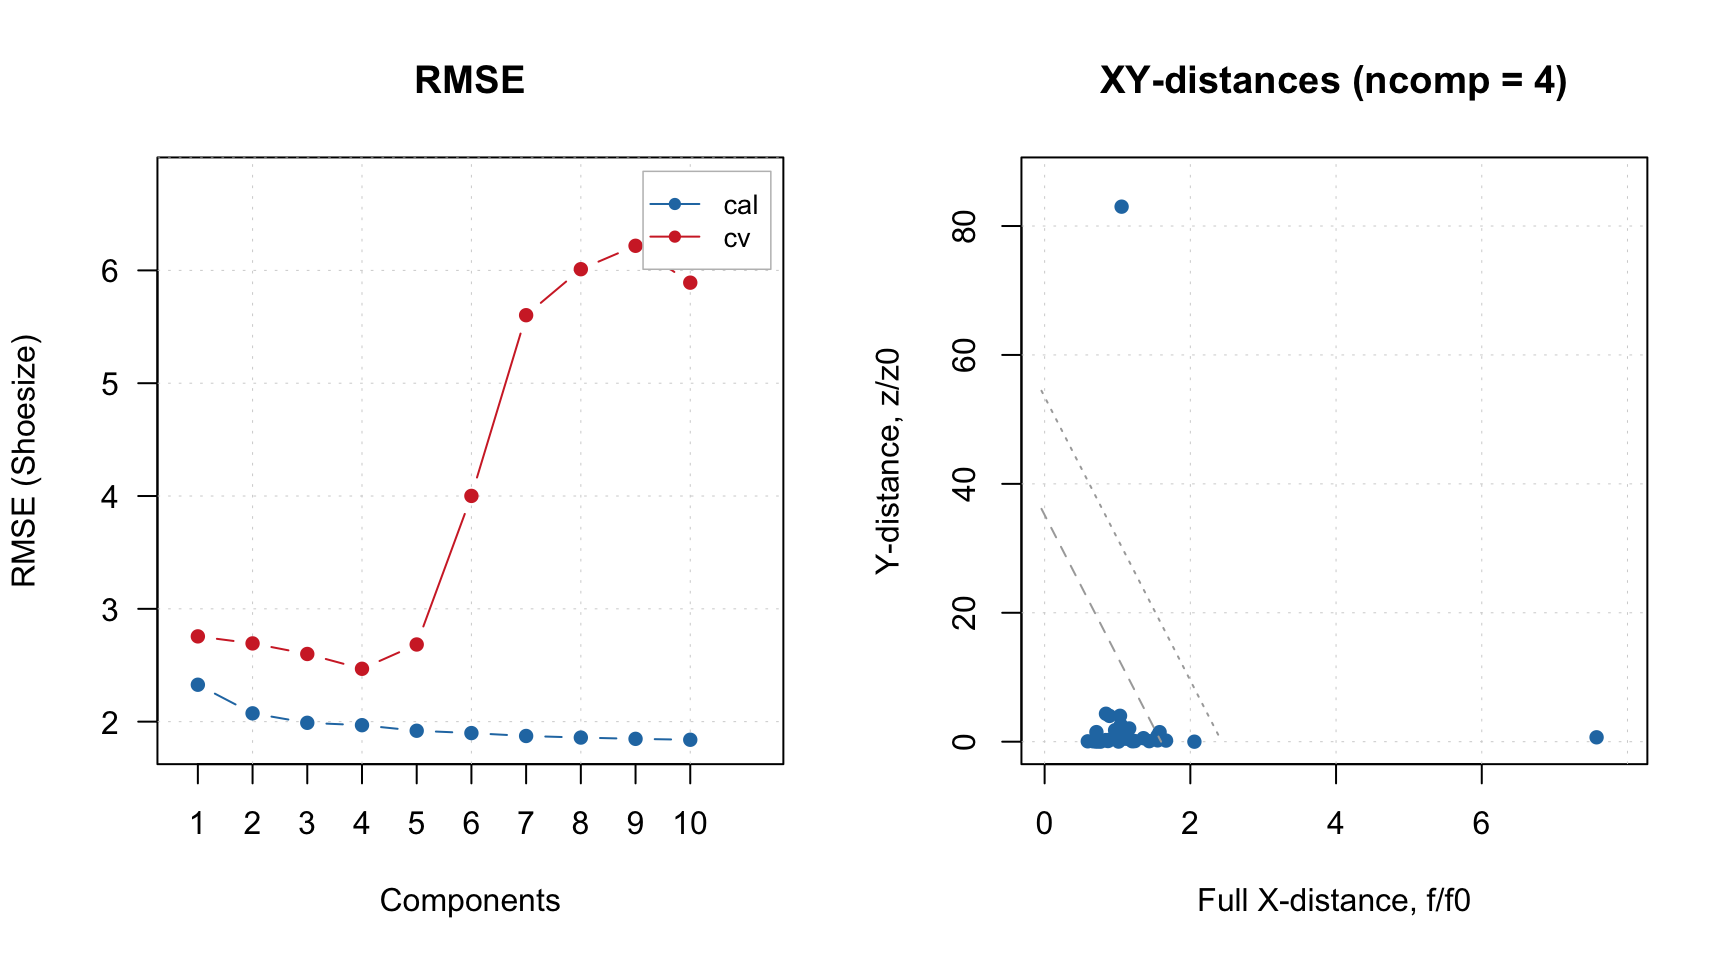 RMSE
cal
cv
6
5
4
3
2
1 2 3 4 5 6 7 8 9 10
Components
RMSE (Shoesize)
XY-distances (ncomp = 4)
80
60
40
20
0
0 2 4 6
Full X-distance, f/f0
Y-distance, z/z0